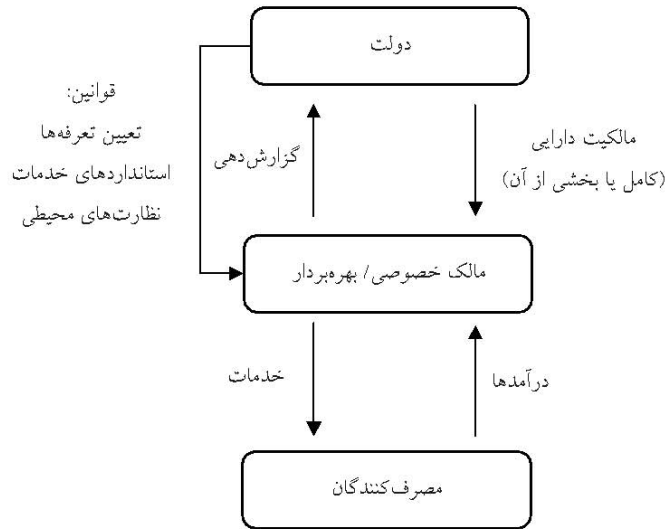 دولت
قوانین:
تعیین تعرفه‌ها
استانداردهای خدمات
نظارت‌های محیطی
گزارش‌دهی
مالکیت دارایی
(کامل یا بخشی از آن)
مالک خصوصی/ بهره‌بردار
خدمات
درآمدها
مصرف‌کنندگان